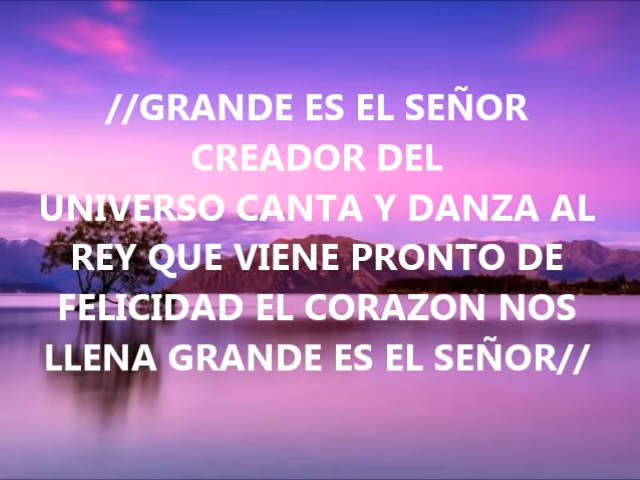 //GRANDE ES EL SEÑOR
CREADOR DEL
UNIVERSO CANTA Y DANZA AL
REY QUE VIENE PRONTO DE
FELICIDAD EL CORAZON NOS
LLENA GRANDE ES EL SEÑOR//